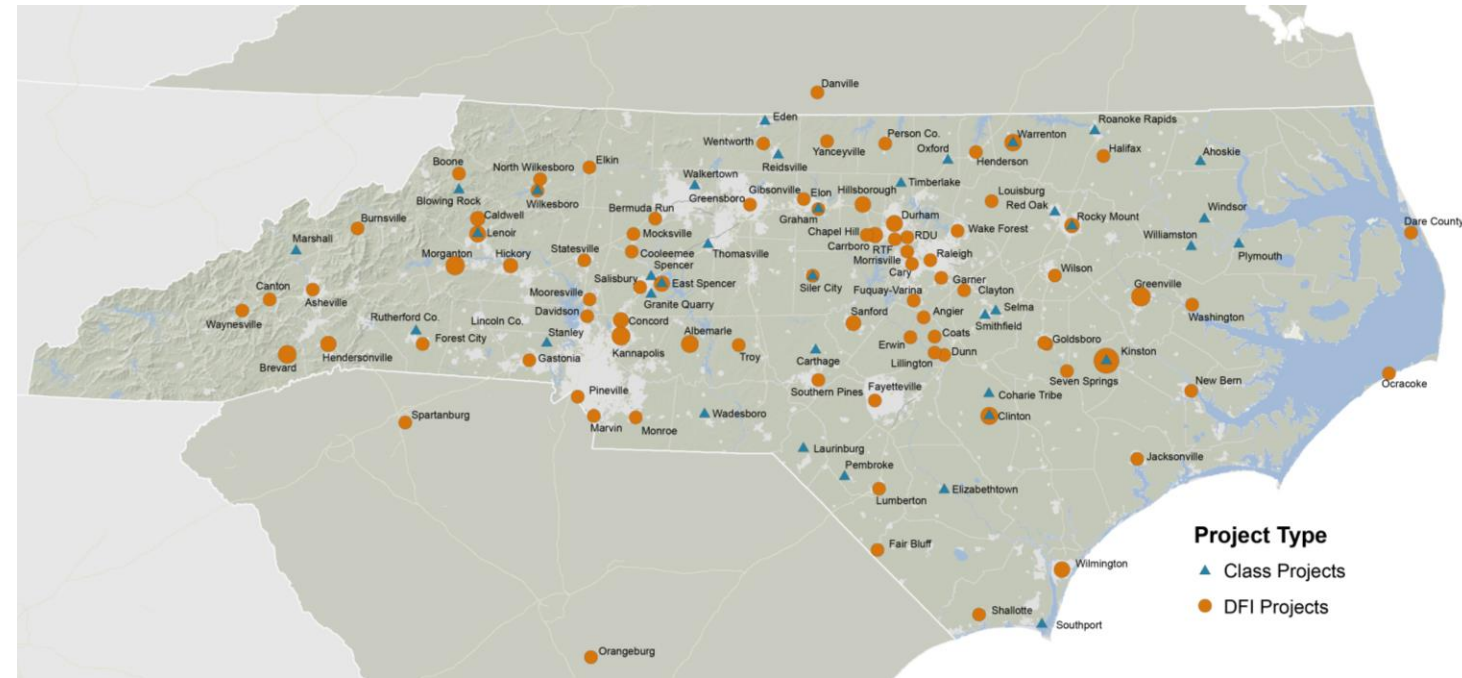 Danville
Eden
Roanoke Rapids
Wentworth
Yanceyville
Person Co.
Warrenton
Oxford
Henderson
Halifax
Reidsville
Ahoskie
Boone
North Wilkesboro
Elkin
Walkertown
Timberlake
Blowing Rock
Wilkesboro
Greensboro
Gibsonville
Elon
Hillsborough
Louisburg
Red Oak
Windsor
Caldwell
Bermuda Run
Graham
Durham
Rocky Mount
Dare County
Burnsville
Lenoir
Mocksville
Chapel Hill
RDU
Wake Forest
Williamston
Marshall
Statesville
Cooleemee
Thomasville
Carrboro
RTF
Plymouth
Morganton
Hickory
Spencer
Morrisville
Raleigh
Cary
Canton
Salisbury
East Spencer
Siler City
Garner
Wilson
Asheville
Mooresville
Granite Quarry
Fuquay-Varina
Clayton
Greenville
Waynesville
Davidson
Selma
Washington
Rutherford Co.
Lincoln Co.
Concord
Sanford
Angier
Smithfield
Forest City
Stanley
Albemarle
Erwin
Coats
Goldsboro
Brevard
Hendersonville
Gastonia
Kannapolis
Troy
Carthage
Lillington
Dunn
Kinston
Seven Springs
Ocracoke
Pineville
Southern Pines
Fayetteville
Coharie Tribe
New Bern
Spartanburg
Marvin
Monroe
Wadesboro
Clinton
Laurinburg
Jacksonville
Pembroke
Lumberton
Elizabethtown
Fair Bluff
Wilmington
Shallotte
Southport
Orangeburg
Project Type
Class Projects
DFI Projects